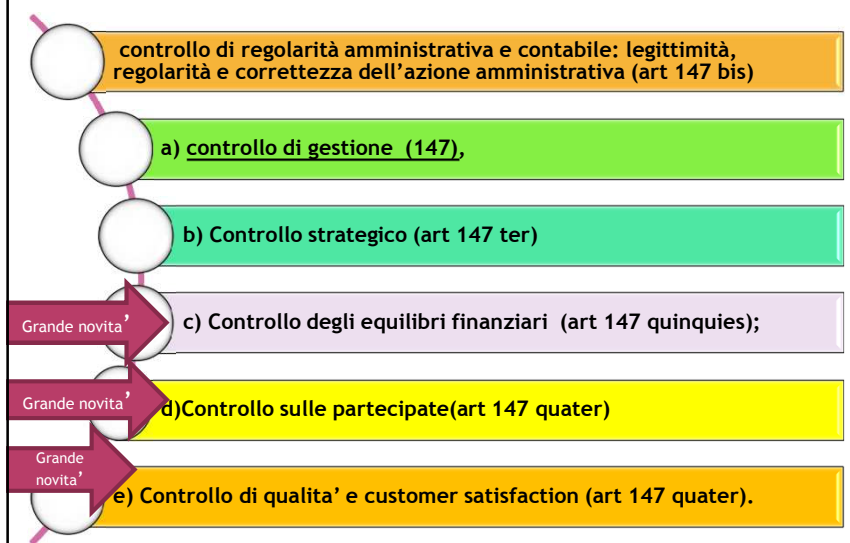 controllo di regolarità amministrativa e contabile: legittimità,
regolarità e correttezza dell’azione amministrativa (art 147 bis)
a) controllo di gestione (147),
b) Controllo strategico (art 147 ter)
Grande novita’
c) Controllo degli equilibri finanziari (art 147 quinquies);
Grande novita’
d)Controllo sulle partecipate(art 147 quater)
Grande
novita’
e) Controllo di qualita’ e customer satisfaction (art 147 quater).